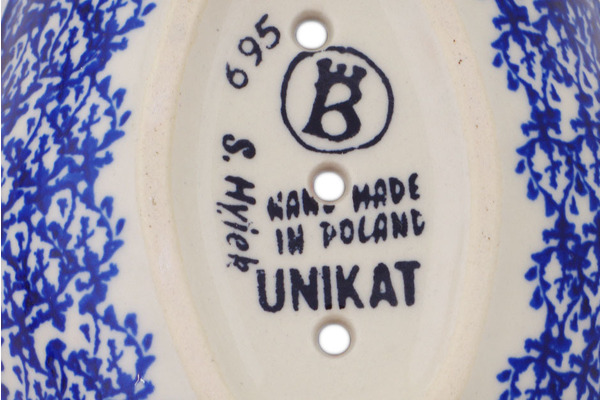 695
B
S. Hyjek
HAND MADE
IN POLAND
UNIKAT